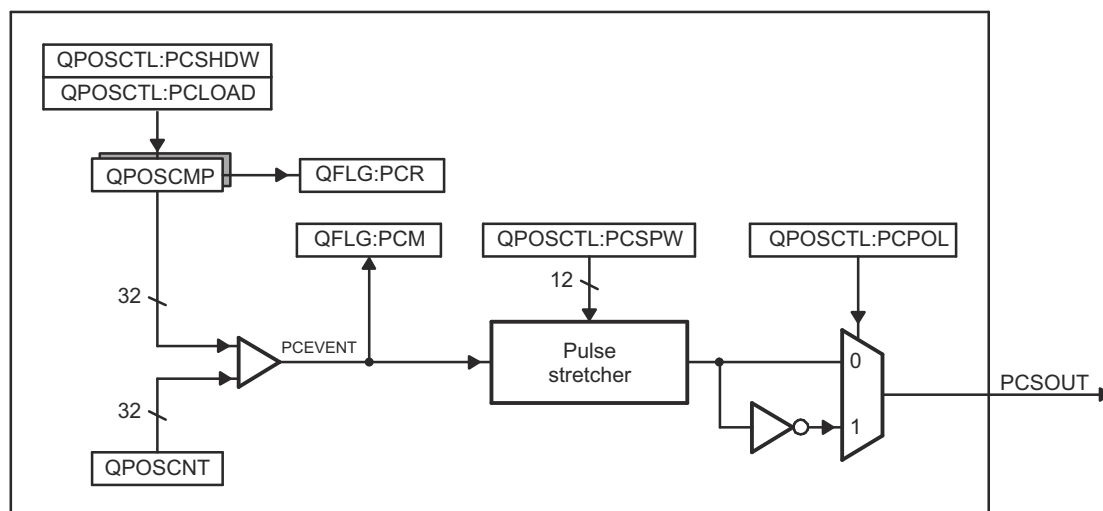 QPOSCTL:PCSHDW
QPOSCTL:PCLOAD
QPOSCMP
QFLG:PCR
QFLG:PCM
QPOSCTL:PCSPW
QPOSCTL:PCPOL
32
12
PCEVENT
Pulse
stretcher
0
1
PCSOUT
32
QPOSCNT